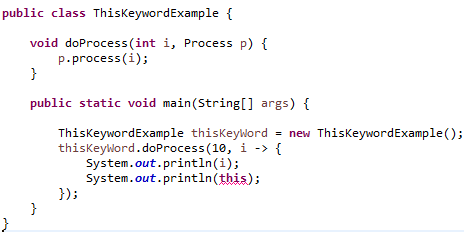 public class ThisKeywordExample {
void doProcess(int i, Process p) {
p.process(i);
}
public static void main(String[] args) {
ThisKeywordExample thisKeyWord = new ThisKeywordExample();
thisKeyWord.doProcess(10, i -> {
System.out.println(i);
System.out.println(this);
});
}
}